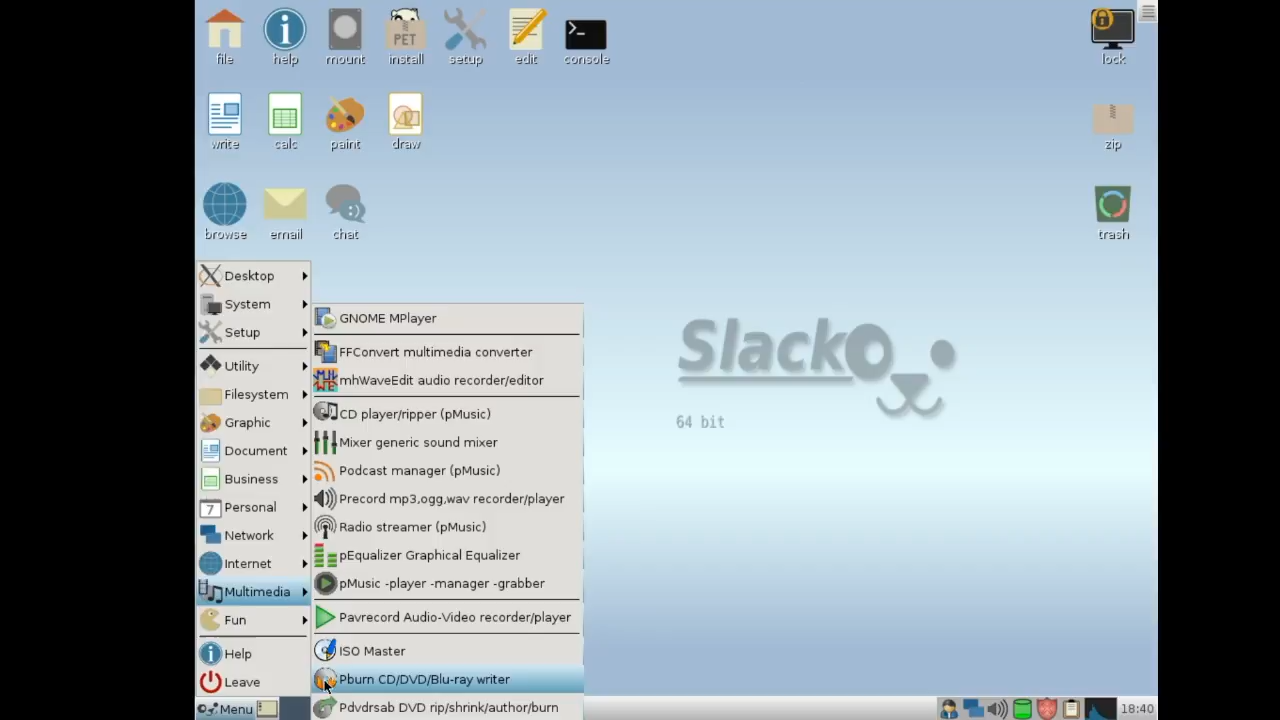 file help mount install setup edit console lock
PET
write calc paint draw zip
browse email chat trash
Desktop
System
Setup
Utility
Filesystem
Graphic
Document
Business
7 Personal
Network
Internet
Multimedia
Fun
Help
Leave
GNOME MPlayer
FFConvert multimedia converter
mhWaveEdit audio recorder/editor
CD player/ripper (pMusic)
Mixer generic sound mixer
Podcast manager (pMusic)
Precord mp3,ogg,wav recorder/player
Radio streamer (pMusic)
pEqualizer Graphical Equalizer
pMusic -player -manager -grabber
Pavrecord Audio-Video recorder/player
ISO Master
Pburn CD/DVD/Blu-ray writer
Pdvdrsab DVD rip/shrink/author/burn
Slacko
64 bit
Menu 18:40